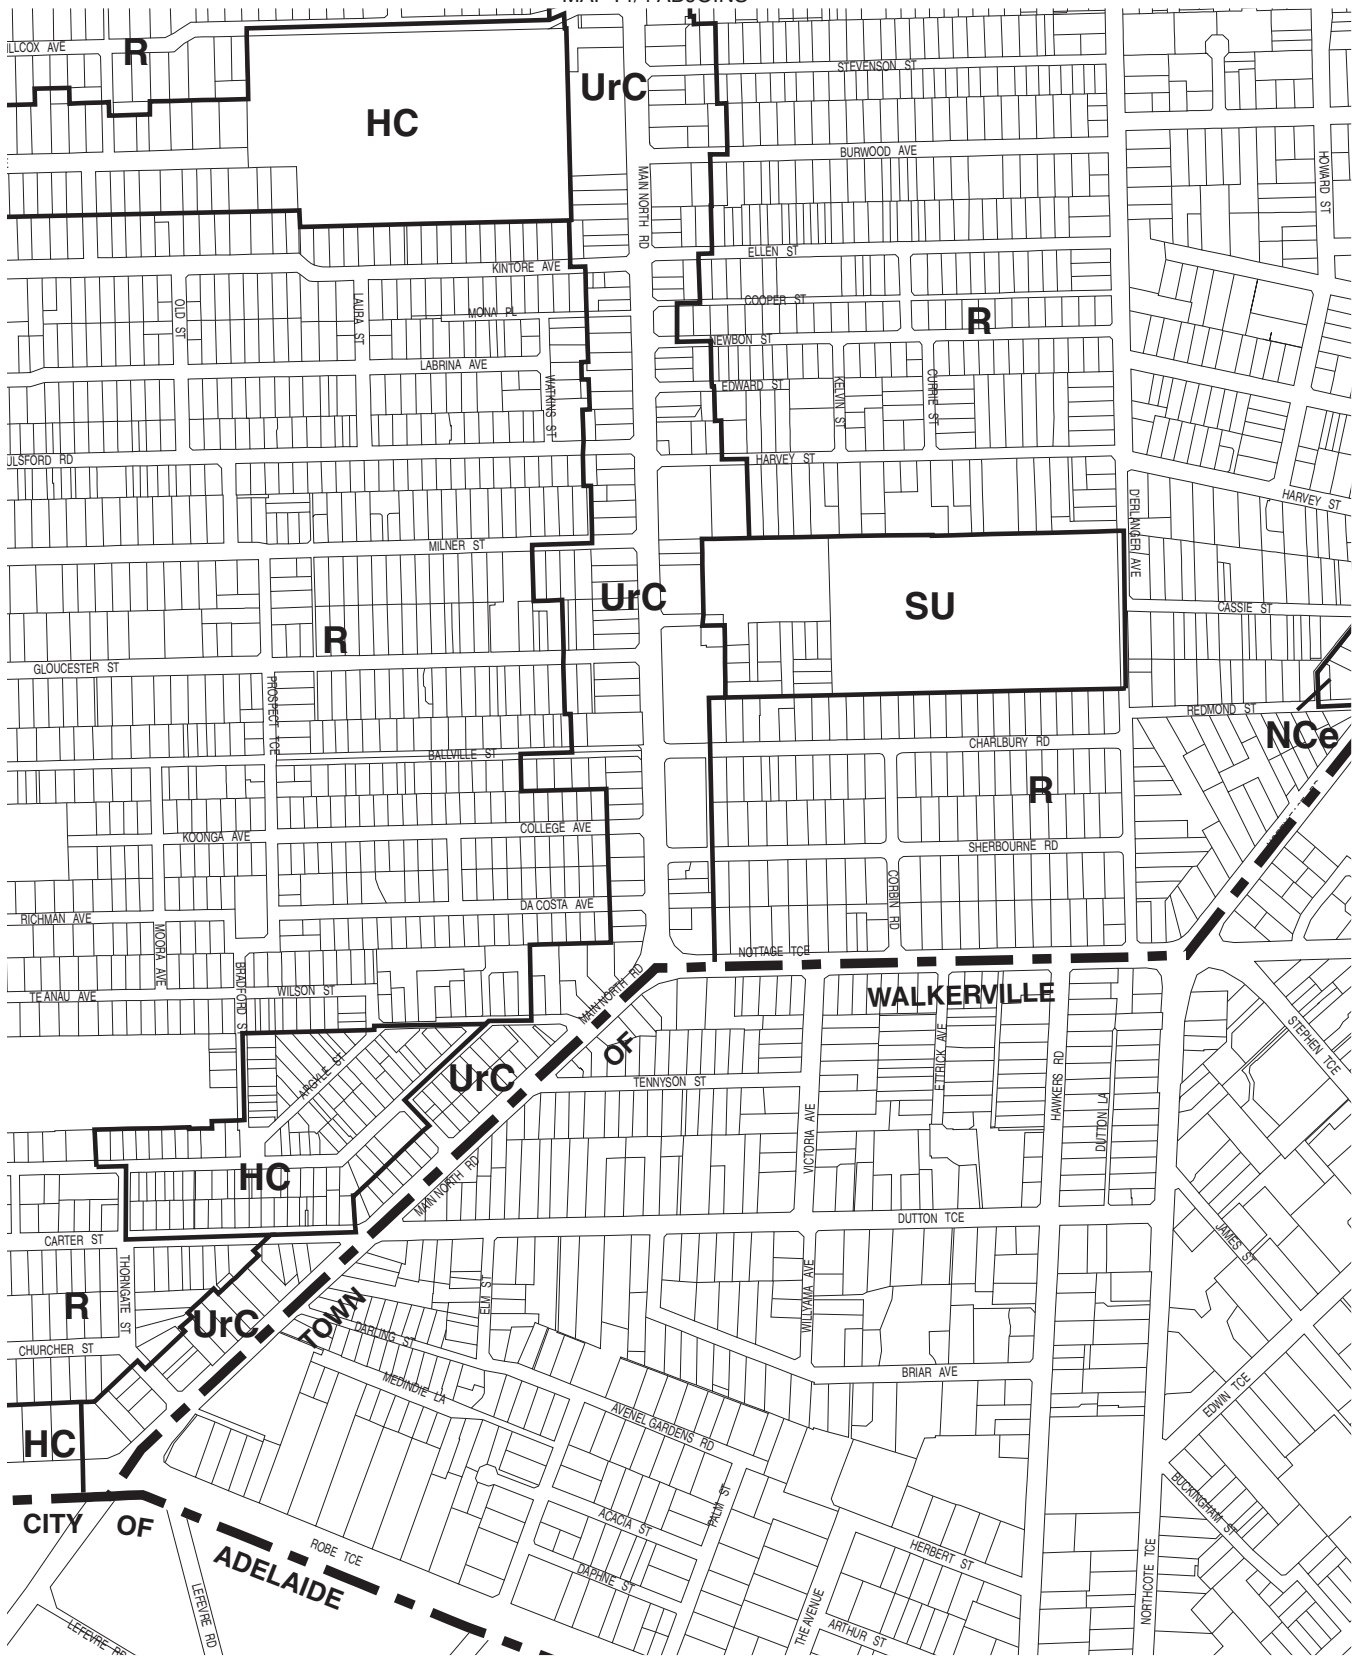 R
HC
UrC
STEVENSON ST
BURWOOD AVE
HOWARD ST
MAIN NORTH RD
ELLEN ST
KINTORE AVE
OLD ST
LAURA ST
MONA PL
COOPER ST
R
NEWBON ST
LABRINA AVE
WATKINS ST
EDWARD ST
KELVIN ST
CURRIE ST
ULSFORD RD
HARVEY ST
HARVEY ST
D'ERLANGER AVE
MILNER ST
UrC
SU
CASSIE ST
R
GLOUCESTER ST
PROSPECT TCE
REDMOND ST
NCe
CHARLBURY RD
BALLVILLE ST
R
COLLEGE AVE
KOONGA AVE
SHERBOURNE RD
CORBIN RD
DA COSTA AVE
RICHMAN AVE
MOORA AVE
NOTTAGE TCE
BRADFORD S
WILSON ST
TE ANAU AVE
MAIN NORTH RD
WALKERVILLE
OF
STEPHEN TCE
ETTRICK AVE
HAWKERS RD
ARGYLE ST
UrC
TENNYSON ST
DUTTON LA
VICTORIA AVE
HC
MAIN NORTH RD
DUTTON TCE
CARTER ST
JAMES ST
THORNGATE ST
ELM ST
WILLYAMA AVE
R
UrC
TOWN
DARLING ST
CHURCHER ST
BRIAR AVE
MEDINDIE LA
EDWIN TCE
AVENEL GARDENS RD
HC
BUCKINGHAM ST
PALM ST
CITY OF
ACACIA ST
ROBE TCE
HERBERT ST
ADELAIDE
DAPHNE ST
NORTHCOTE TCE
LEFEVRE RD
THE AVENUE
ARTHUR ST
LEFEVRE RD